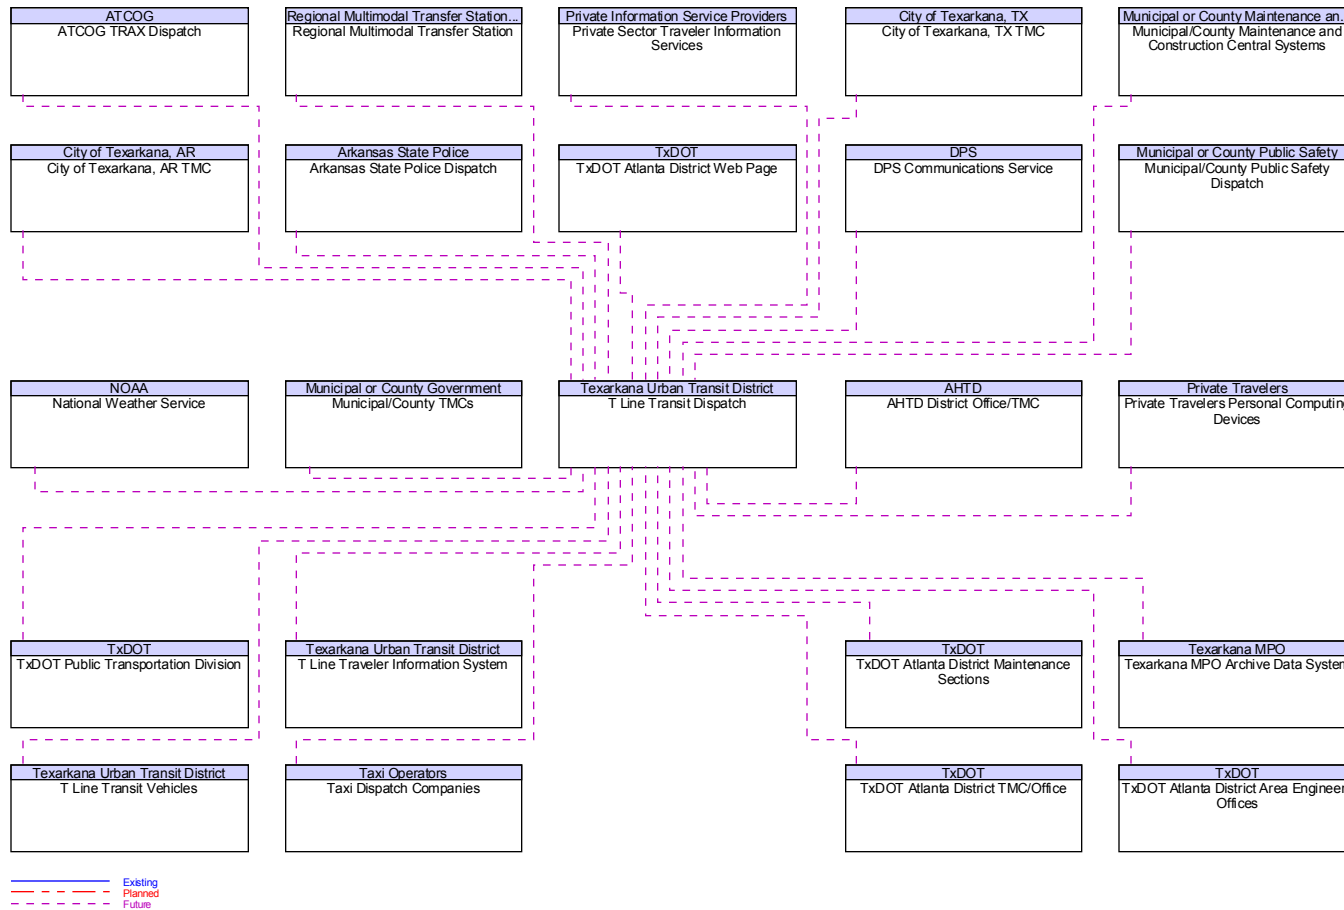 ATCOG
ATCOG TRAX Dispatch
Regional Multimodal Transfer Station...
Regional Multimodal Transfer Station
Private Information Service Providers
Private Sector Traveler Information
Services
City of Texarkana, TX
City of Texarkana, TX TMC
Municipal or County Maintenance an...
Municipal/County Maintenance and
Construction Central Systems
City of Texarkana, AR
City of Texarkana, AR TMC
Arkansas State Police
Arkansas State Police Dispatch
TxDOT
TxDOT Atlanta District Web Page
DPS
DPS Communications Service
Municipal or County Public Safety
Municipal/County Public Safety
Dispatch
NOAA
National Weather Service
Municipal or County Government
Municipal/County TMCs
Texarkana Urban Transit District
T Line Transit Dispatch
AHTD
AHTD District Office/TMC
Private Travelers
Private Travelers Personal Computing
Devices
TxDOT
TxDOT Public Transportation Division
Texarkana Urban Transit District
T Line Traveler Information System
TxDOT
TxDOT Atlanta District Maintenance
Sections
Texarkana MPO
Texarkana MPO Archive Data System
Texarkana Urban Transit District
T Line Transit Vehicles
Taxi Operators
Taxi Dispatch Companies
TxDOT
TxDOT Atlanta District TMC/Office
TxDOT
TxDOT Atlanta District Area Engineer
Offices
Existing
Planned
Future